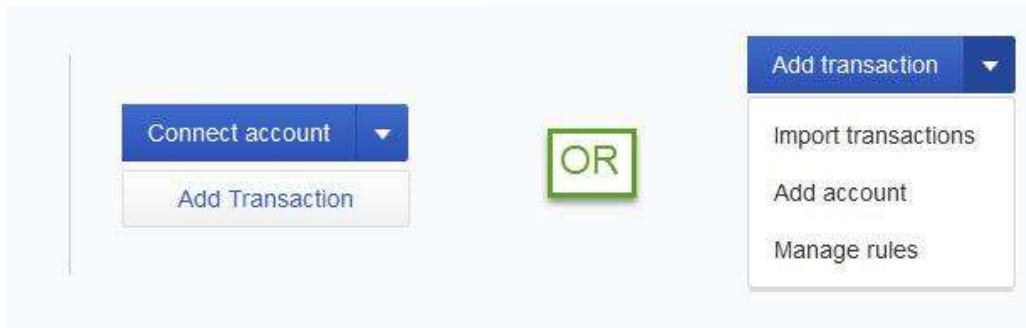 Connect account
Add Transaction
OR
Add transaction
Import transactions
Add account
Manage rules